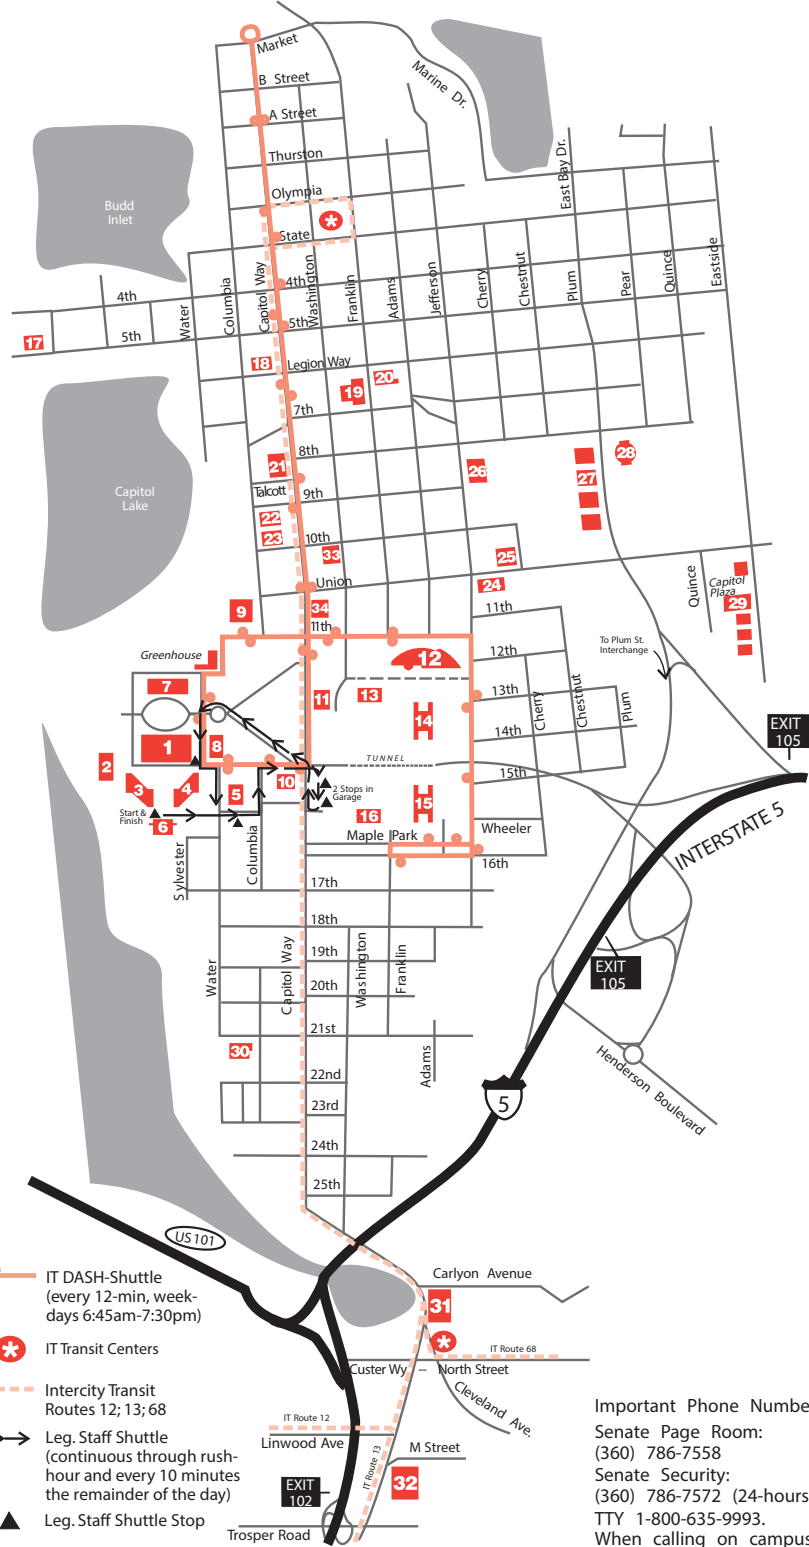 Market
B Street
A Street
Thurston
Olympia
State
4th
5th
Legion Way
7th
8th
9th
10th
Union
11th
Talcott
Marine Dr.
East Bay Dr.
Budd
Inlet
Capitol
Lake
4th
5th
Water
Columbia
Capitol Way
Washington
Franklin
Adams
Jefferson
Cherry
Chestnut
Plum
Pear
Quince
Eastside
17
18
19
20
21
22
23
33
26
27
28
25
24
34
9
Quince
Capitol
Plaza
29
11th
12th
13th
14th
15th
Cherry
Chestnut
Plum
To Plum St.
Interchange
EXIT
105
Greenhouse
7
1
8
2
3
4
5
6
10
11
12
13
14
15
16
TUNNEL
2 Stops in
Garage
Start &
Finish
Maple Park
Wheeler
16th
Sylvester
Columbia
17th
18th
19th
20th
21st
22nd
23rd
24th
25th
Water
Capitol Way
Washington
Franklin
Adams
30
INTERSTATE 5
EXIT
105
5
Henderson Boulevard
US 101
Carlyon Avenue
31
IT Route 68
Custer Wy -- North Street
Cleveland Ave.
IT Route 12
Linwood Ave
IT Route 13
M Street
32
EXIT
102
Trosper Road
IT DASH-Shuttle
(every 12-min, week-
days 6:45am-7:30pm)
IT Transit Centers
Intercity Transit
Routes 12; 13; 68
Leg. Staff Shuttle
(continuous through rush-
hour and every 10 minutes
the remainder of the day)
Leg. Staff Shuttle Stop
Important Phone Numbe
Senate Page Room:
(360) 786-7558
Senate Security:
(360) 786-7572 (24-hours
TTY 1-800-635-9993.
When calling on campus